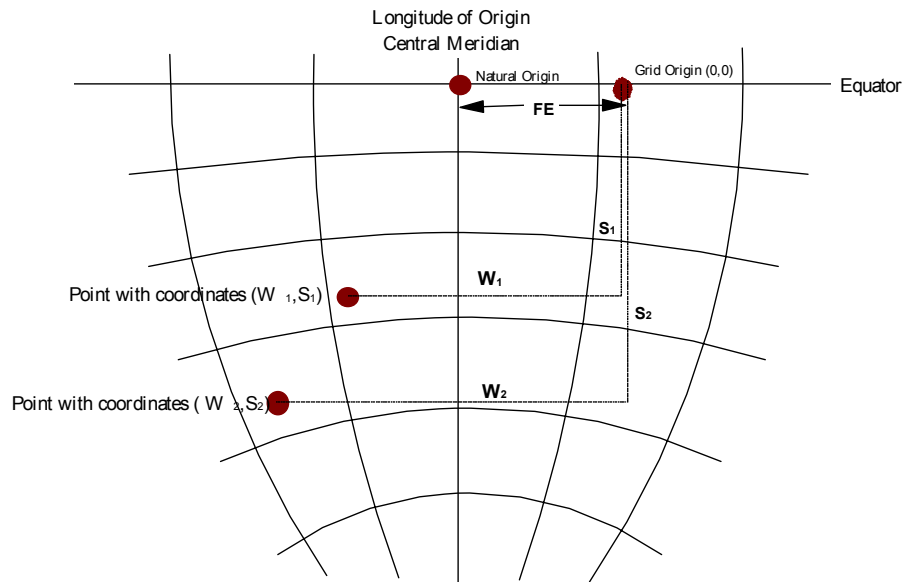 Longitude of Origin
Central Meridian
Natural Origin
Grid Origin (0,0)
Equator
FE
S1
W1
Point with coordinates (W 1,S1)
S2
W2
Point with coordinates ( W 2,S2)